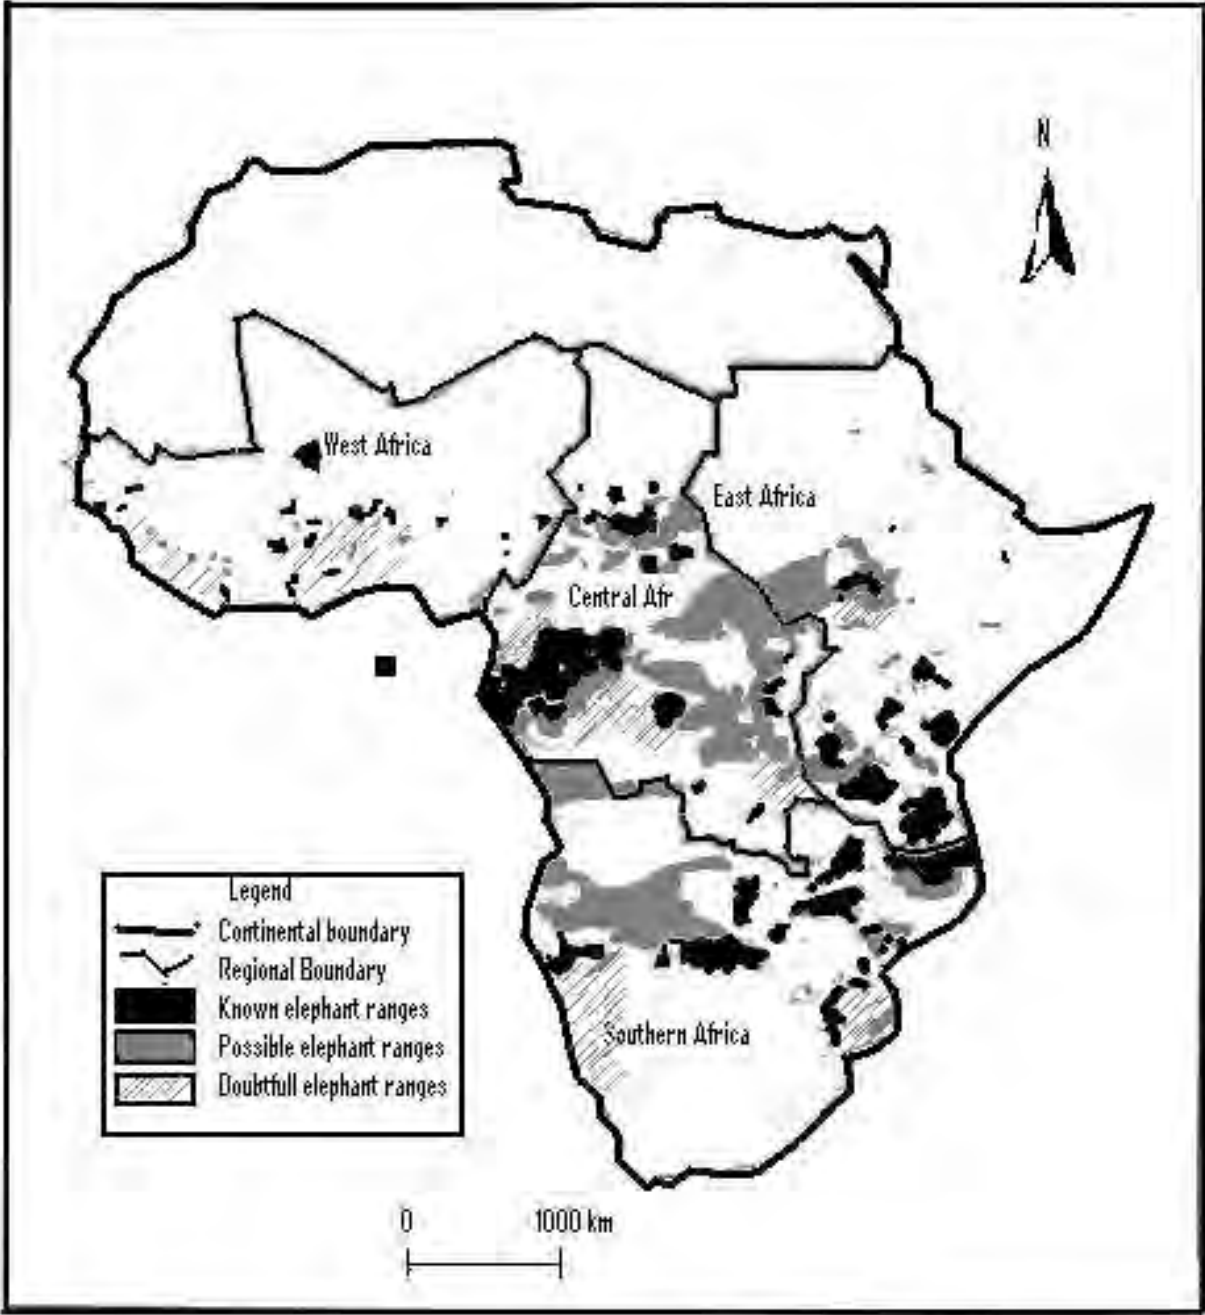 N
West Africa
East Africa
Central Afr
Southern Africa
Legend
Continental boundary
Regional Boundary
Known elephant ranges
Possible elephant ranges
Doubtfull elephant ranges
0 1000 km